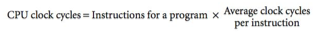 CPU clock cycles = Instructions for a program × Average clock cycles
per instruction